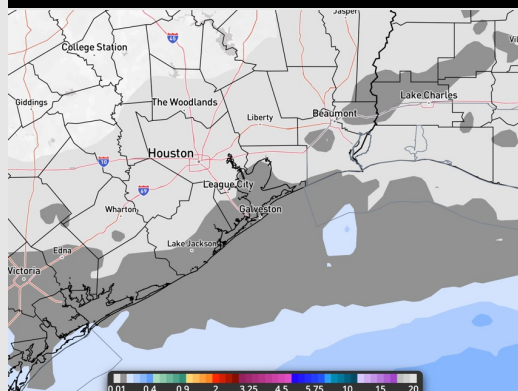 Jasper
45
College Station
Giddings
The Woodlands
Liberty
Beaumont
Lake Charles
Houston
10
69
League City
Wharton
Galveston
Edna
Lake Jackson
Victoria
0.01 0.4 0.9 2 3.25 4.5 5.75 10 15 20